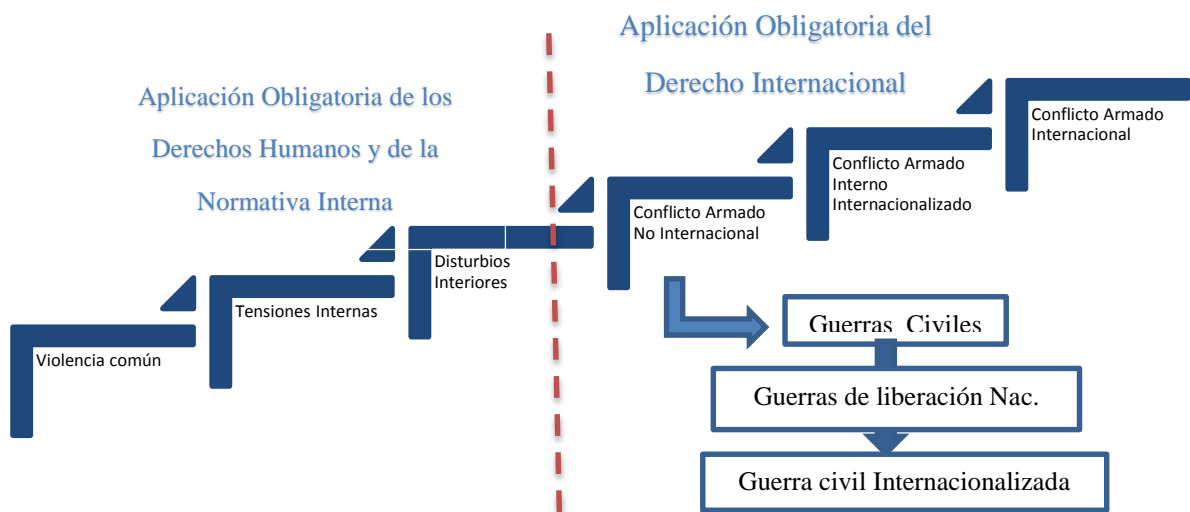 Aplicación Obligatoria de los
Derechos Humanos y de la
Normativa Interna
Aplicación Obligatoria del
Derecho Internacional
Violencia común
Tensiones Internas
Disturbios
Interiores
Conflicto Armado
No Internacional
Conflicto Armado
Interno
Internacionalizado
Conflicto Armado
Internacional
Guerras Civiles
Guerras de liberación Nac.
Guerra civil Internacionalizada